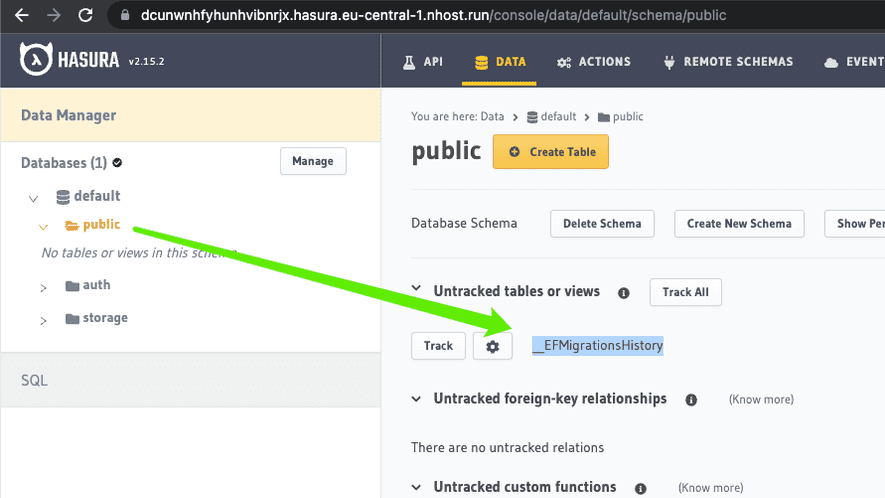 dcunwnhfyhunhvibnrjx.hasura.eu-central-1.nhost.run/console/data/default/schema/public
HASURA v2.15.2
API DATA ACTIONS REMOTE SCHEMAS EVENT
Data Manager
Databases (1) Manage
default
public
No tables or views in this schema.
auth
storage
SQL
You are here: Data > default > public
public Create Table
Database Schema Delete Schema Create New Schema Show Per
Untracked tables or views Track All
Track __EFMigrationsHistory
Untracked foreign-key relationships (Know more)
There are no untracked relations
Untracked custom functions (Know more)